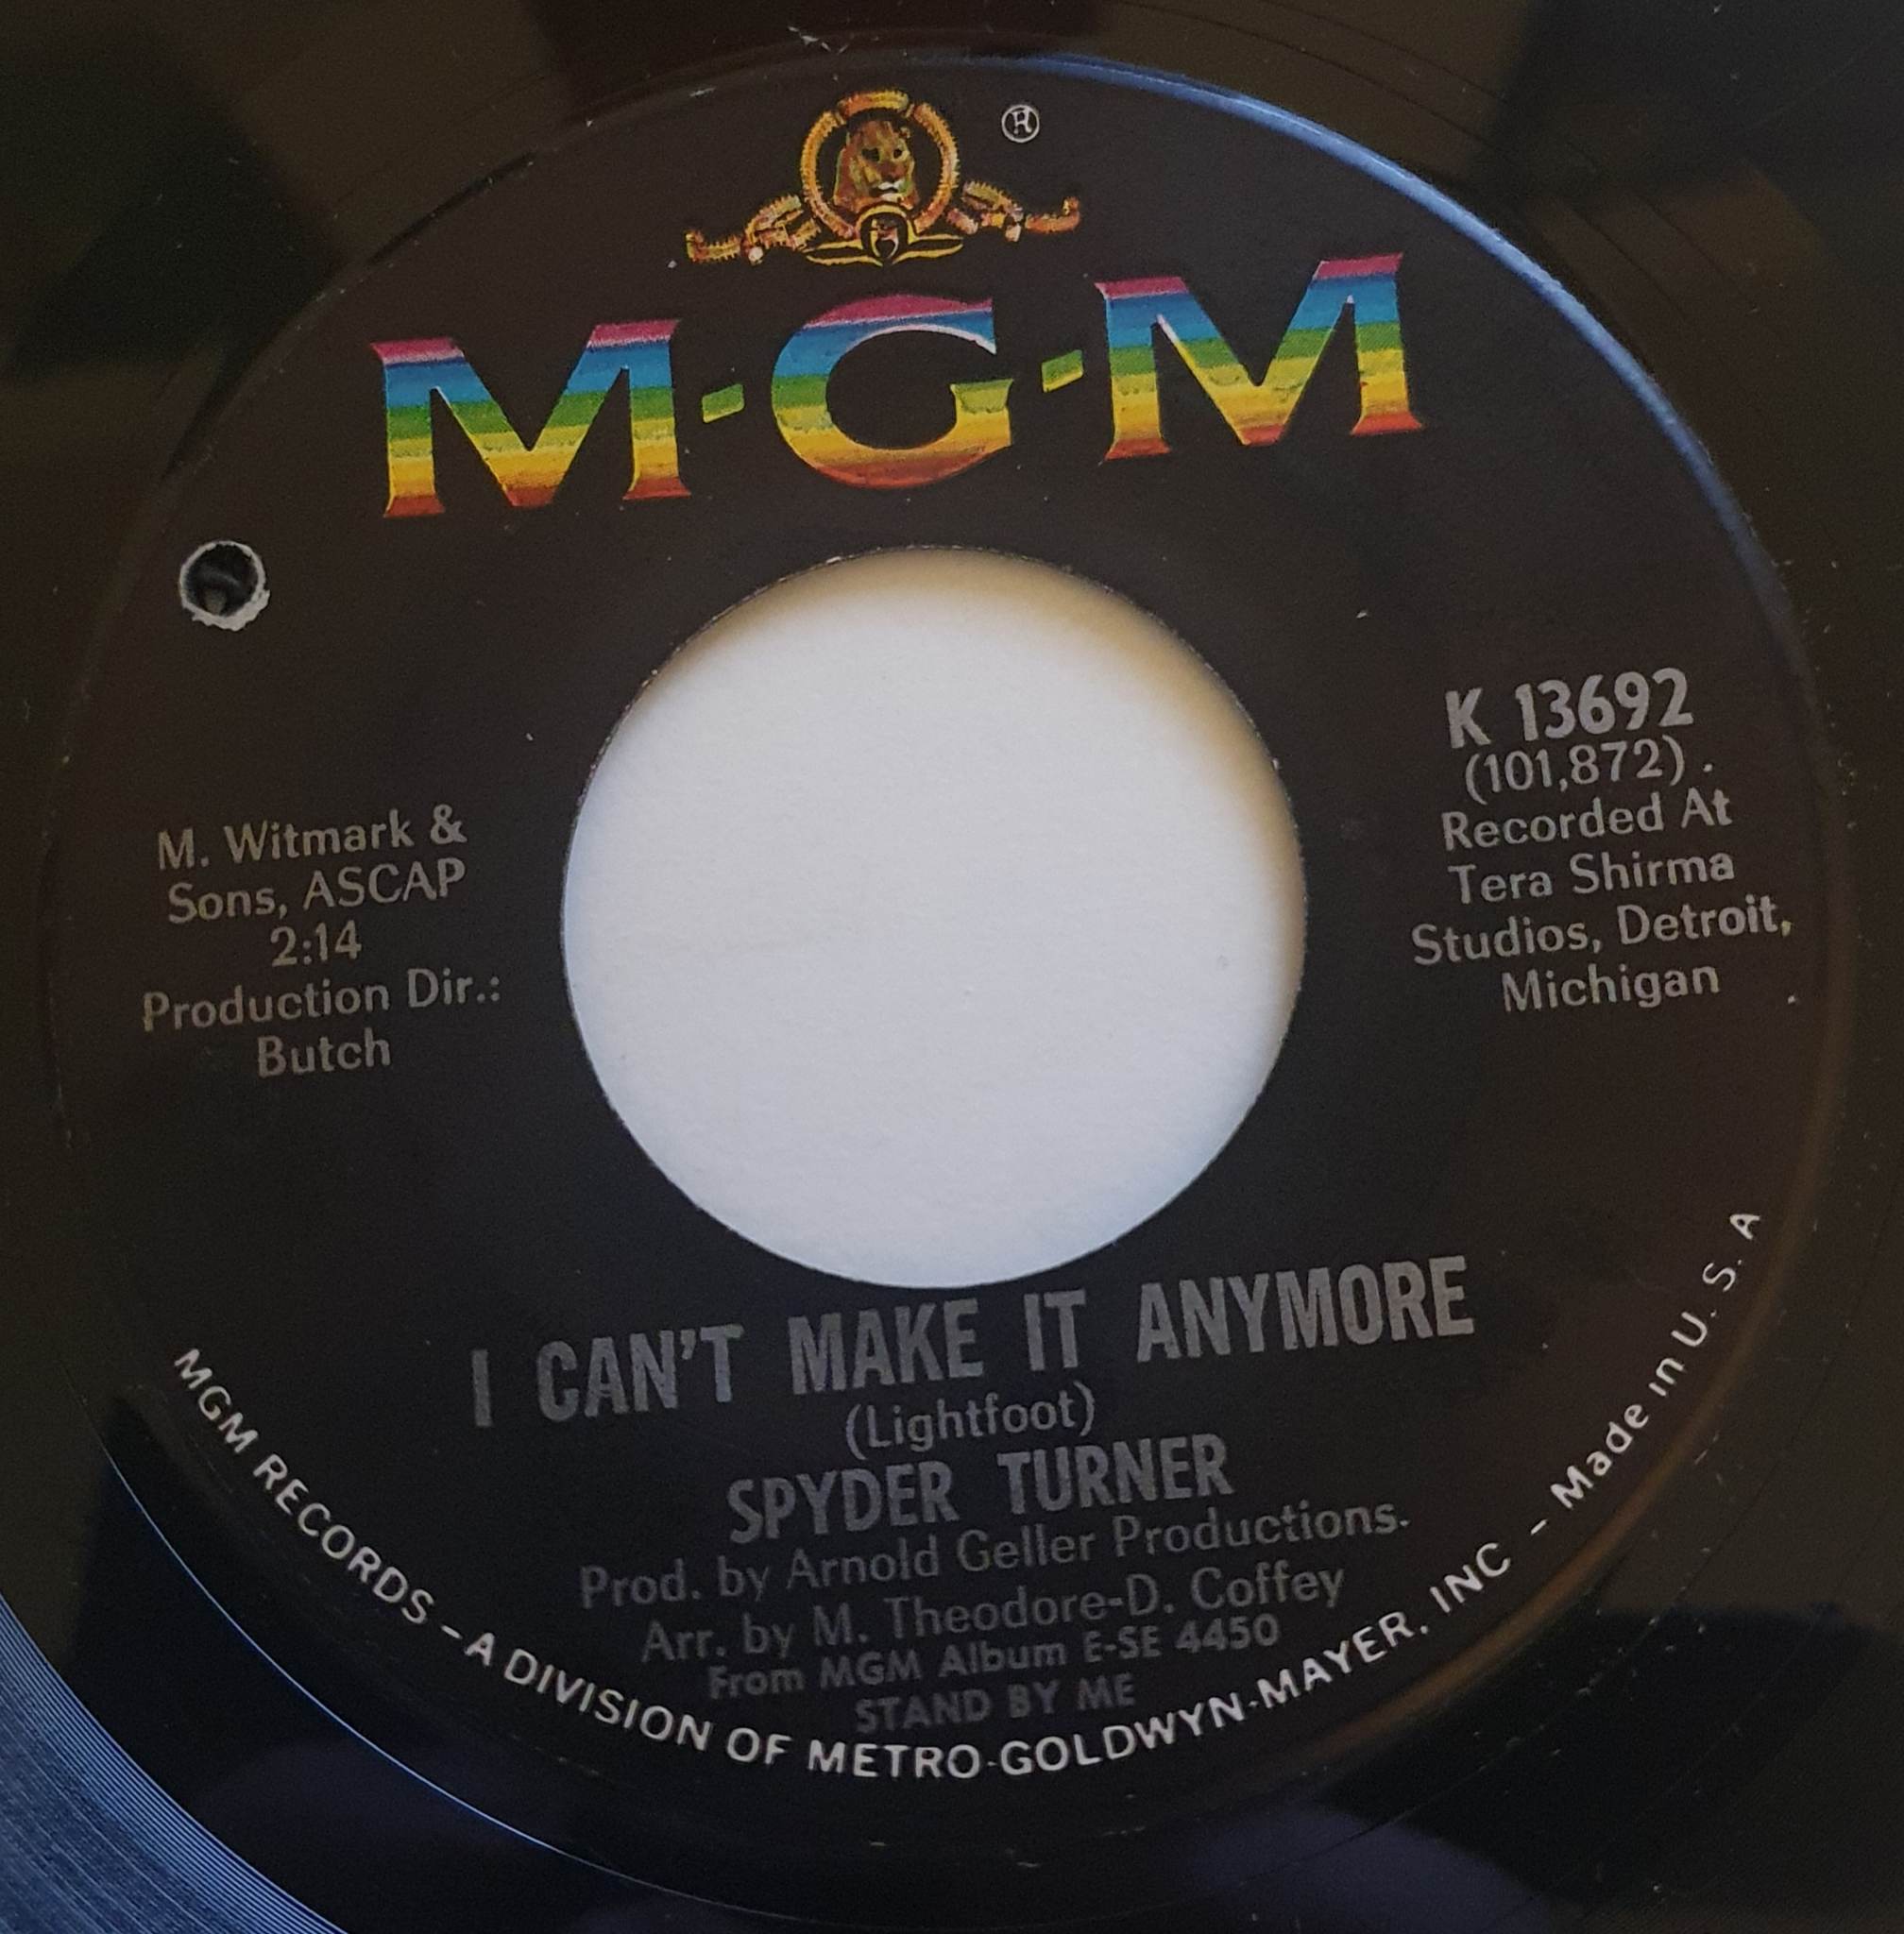 ®
M-G-M
M. Witmark &
Sons, ASCAP
2:14
Production Dir.:
Butch
K 13692
(101,872) .
Recorded At
Tera Shirma
Studios, Detroit,
Michigan
I CAN'T MAKE IT ANYMORE
(Lightfoot)
SPYDER TURNER
Prod. by Arnold Geller Productions.
Arr. by M. Theodore-D. Coffey
From MGM Album E-SE 4450
STAND BY ME
MGM RECORDS – A DIVISION OF METRO-GOLDWYN-MAYER, INC – Made in U. S. A